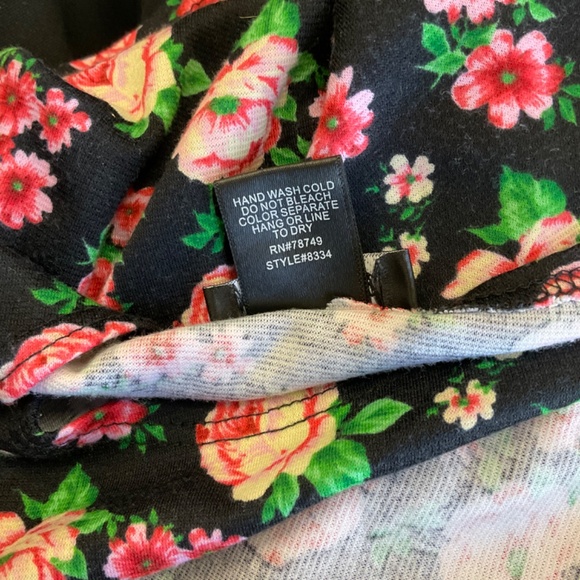 HAND WASH COLD
DO NOT BLEACH
COLOR SEPARATE
HANG OR LINE
TO DRY
RN#78749
STYLE#8334